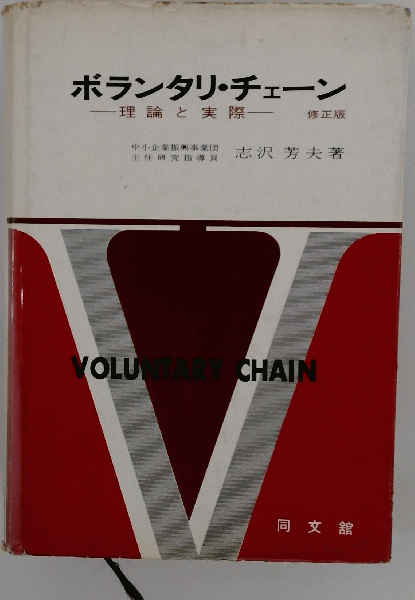 ボランタリ・チェーン
―理論と実際― 修正版
中小企業振興事業団
主任研究指導員 志沢芳夫著
VOLUNTARY CHAIN
同文舘